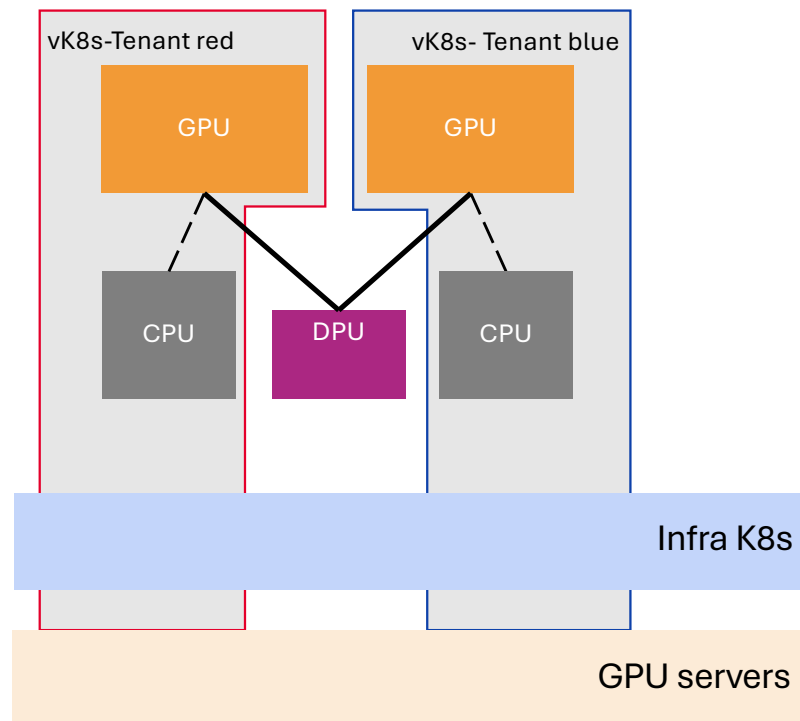 vK8s-Tenant red
vK8s- Tenant blue
GPU
GPU
CPU
DPU
CPU
Infra K8s
GPU servers